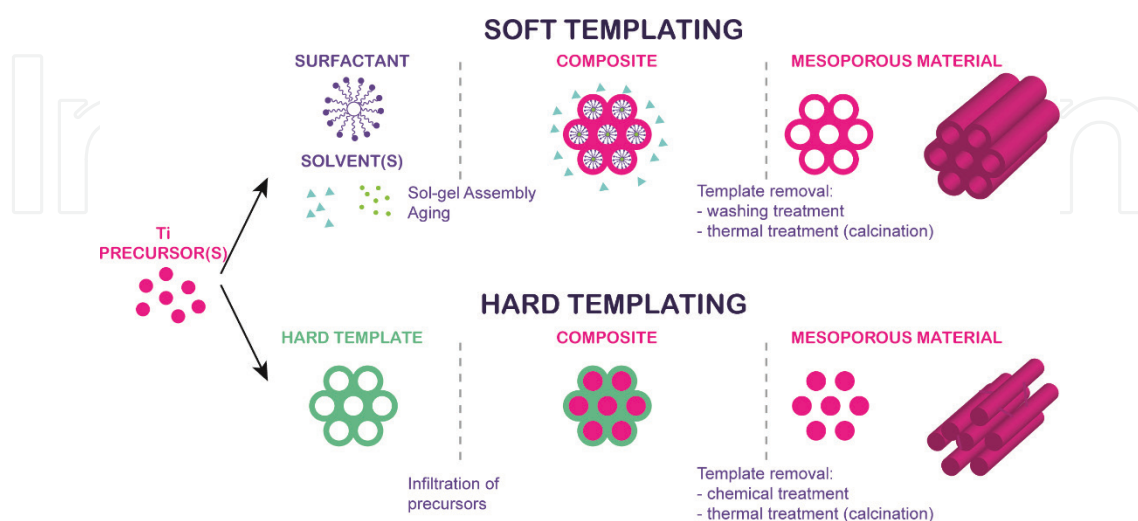 SOFT TEMPLATING
SURFACTANT
COMPOSITE
MESOPOROUS MATERIAL
SOLVENT(S)
Sol-gel Assembly
Aging
Template removal:
- washing treatment
- thermal treatment (calcination)
Ti
PRECURSOR(S)
HARD TEMPLATING
HARD TEMPLATE
COMPOSITE
MESOPOROUS MATERIAL
Infiltration of
precursors
Template removal:
- chemical treatment
- thermal treatment (calcination)